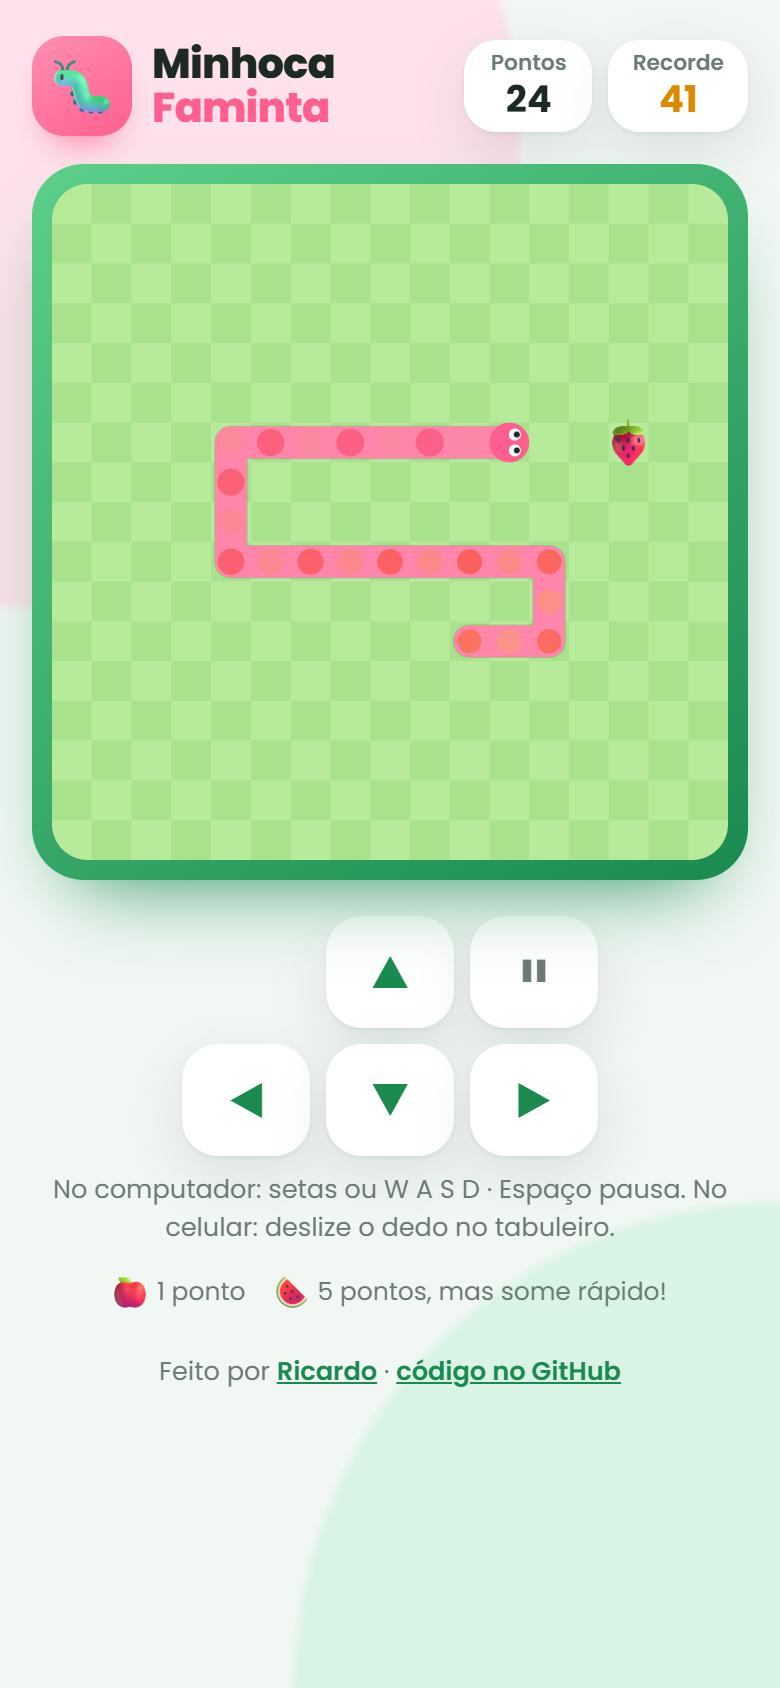 Minhoca
Faminta
Pontos
24
Recorde
41
No computador: setas ou W A S D · Espaço pausa. No
celular: deslize o dedo no tabuleiro.
1 ponto
5 pontos, mas some rápido!
Feito por Ricardo · código no GitHub